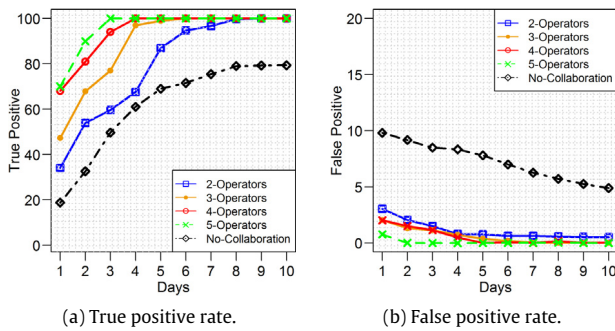 100
80
60
40
20
0
True Positive
2-Operators
3-Operators
4-Operators
5-Operators
No-Collaboration
1 2 3 4 5 6 7 8 9 10
Days
(a) True positive rate.
20
15
10
5
0
False Positive
2-Operators
3-Operators
4-Operators
5-Operators
No-Collaboration
1 2 3 4 5 6 7 8 9 10
Days
(b) False positive rate.